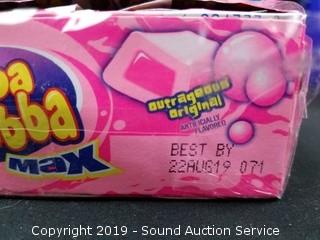 ba
bba
max
outrageous
original
ARTIFICIALLY
FLAVORED
BEST BY
22AUG19 071
Copyright 2019 - Sound Auction Service